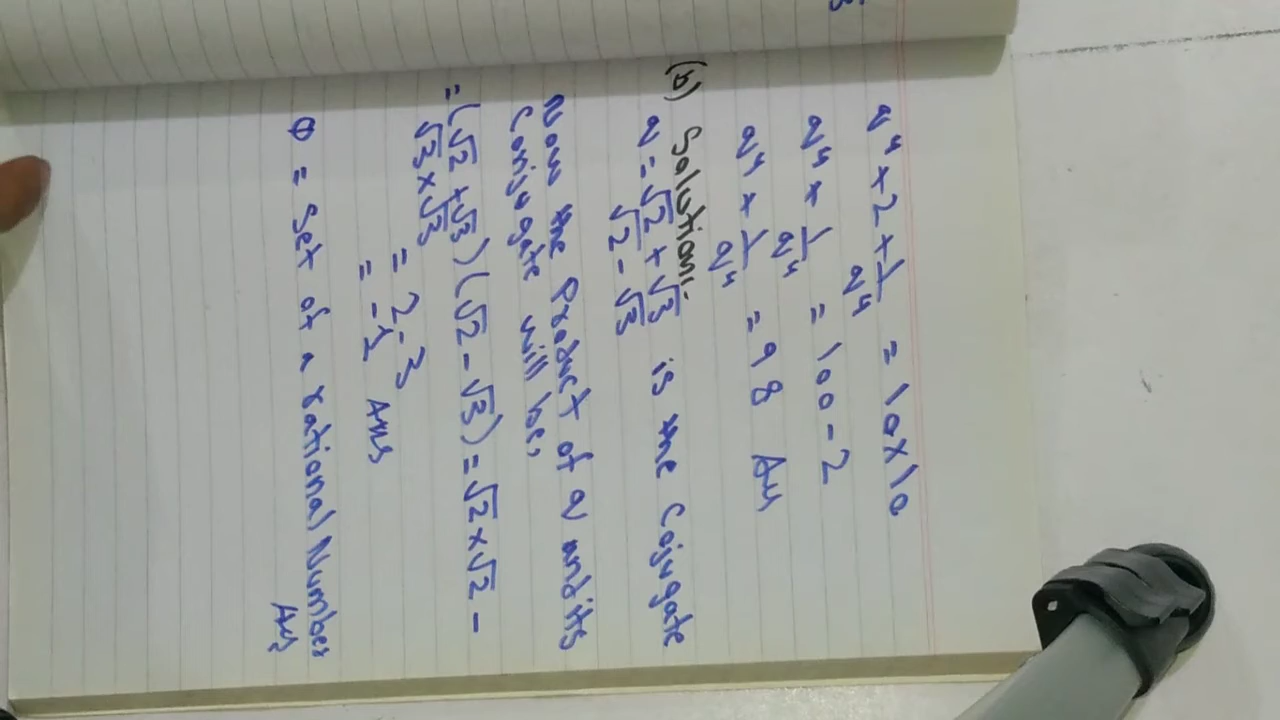 a⁴ + 2 + 1/a⁴ = 10×10
a⁴ + 1/a⁴ = 100-2
a⁴ + 1/a⁴ = 98 Ans
(b) Solution:-
a = √2 + √3 is the Cojugate
√2 - √3
Now the Product of a and its
Conjugate will be,
= (√2 + √3) (√2 - √3) = √2 × √2 -
√3 × √3
= 2-3
= -1 Ans
Φ = Set of a rational Number
Ans